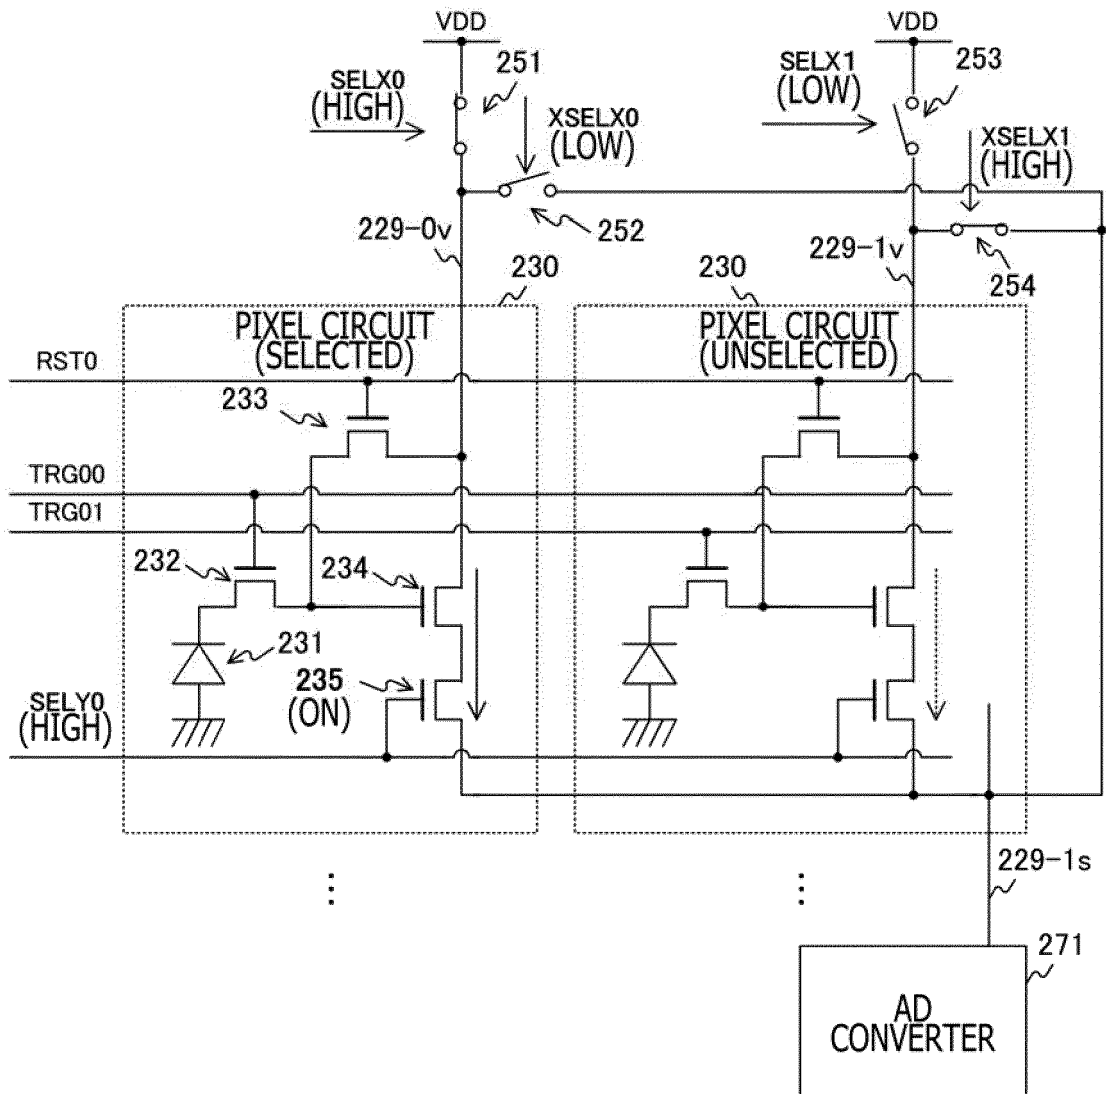 VDD
VDD
251
253
SELX0
(HIGH)
SELX1
(LOW)
XSELX0
(LOW)
XSELX1
(HIGH)
252
254
229-0v
229-1v
230
230
PIXEL CIRCUIT
(SELECTED)
PIXEL CIRCUIT
(UNSELECTED)
RST0
233
TRG00
TRG01
232
234
231
235
(ON)
SELY0
(HIGH)
229-1s
271
AD
CONVERTER